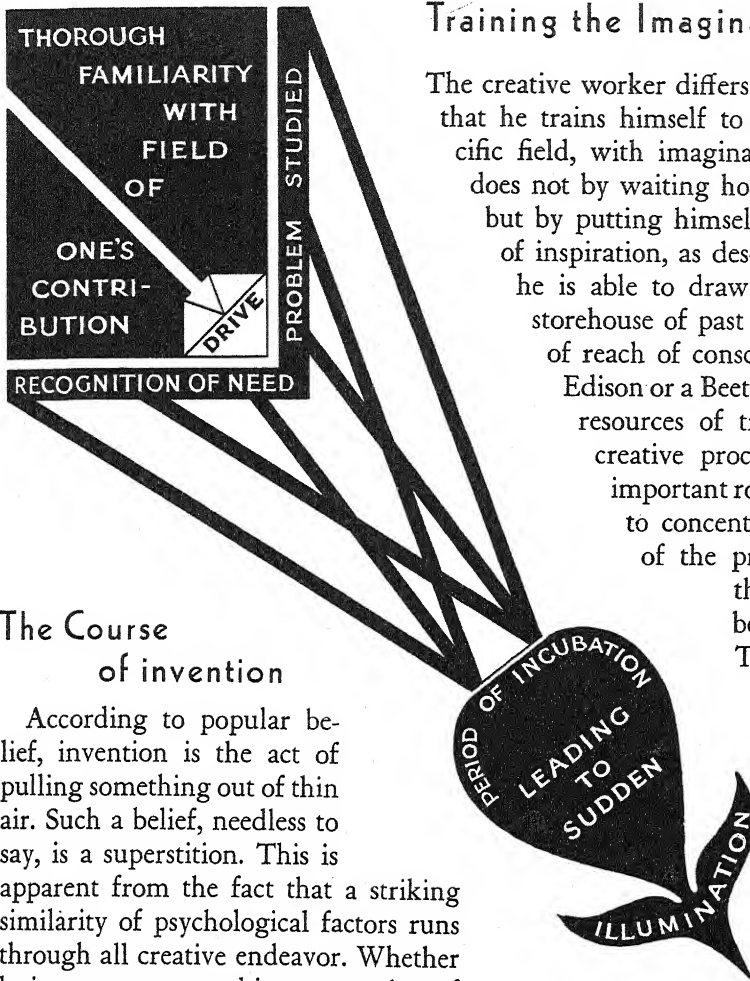 THOROUGH
FAMILIARITY
WITH
FIELD
OF
ONE'S
CONTRI-
BUTION
DRIVE
PROBLEM STUDIED
RECOGNITION OF NEED
Training the Imagin
The creative worker differs
that he trains himself to
cific field, with imagina
does not by waiting ho
but by putting himsel
of inspiration, as des
he is able to draw
storehouse of past
of reach of consc
Edison or a Beet
resources of t
creative proc
important ro
to concent
of the pr
th
be
T
PERIOD OF INCUBATION
LEADING
TO
SUDDEN
ILLUMINATION
The Course
of invention
According to popular be-
lief, invention is the act of
pulling something out of thin
air. Such a belief, needless to
say, is a superstition. This is
apparent from the fact that a striking
similarity of psychological factors runs
through all creative endeavor. Whether